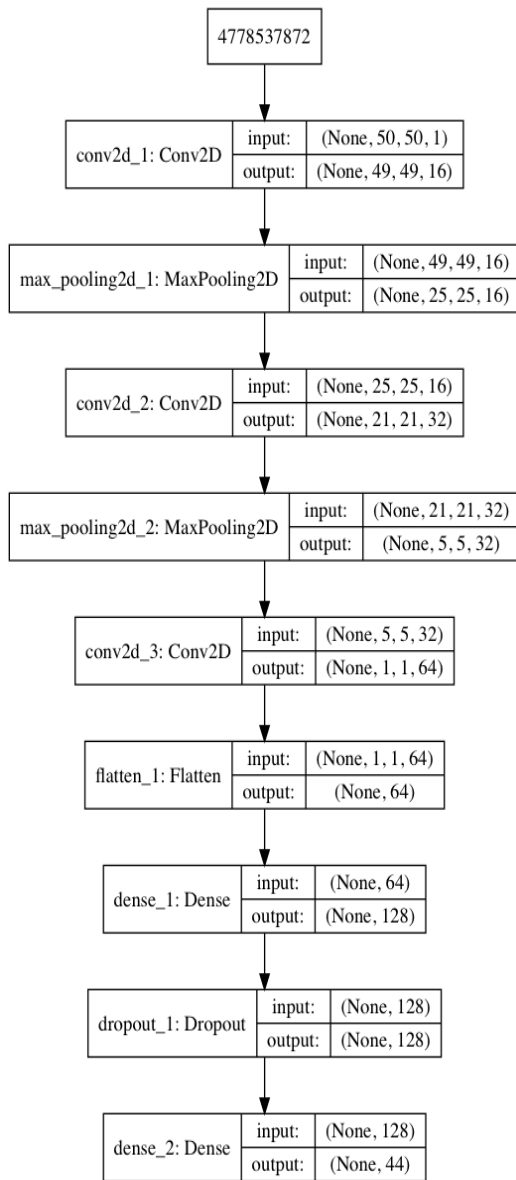 4778537872
conv2d_1: Conv2D
input: (None, 50, 50, 1)
output: (None, 49, 49, 16)
max_pooling2d_1: MaxPooling2D
input: (None, 49, 49, 16)
output: (None, 25, 25, 16)
conv2d_2: Conv2D
input: (None, 25, 25, 16)
output: (None, 21, 21, 32)
max_pooling2d_2: MaxPooling2D
input: (None, 21, 21, 32)
output: (None, 5, 5, 32)
conv2d_3: Conv2D
input: (None, 5, 5, 32)
output: (None, 1, 1, 64)
flatten_1: Flatten
input: (None, 1, 1, 64)
output: (None, 64)
dense_1: Dense
input: (None, 64)
output: (None, 128)
dropout_1: Dropout
input: (None, 128)
output: (None, 128)
dense_2: Dense
input: (None, 128)
output: (None, 44)